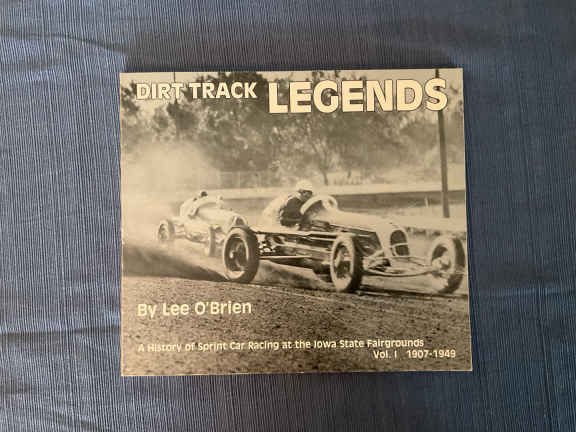 DIRT TRACK LEGENDS
By Lee O'Brien
A History of Sprint Car Racing at the Iowa State Fairgrounds
Vol. I 1907-1949